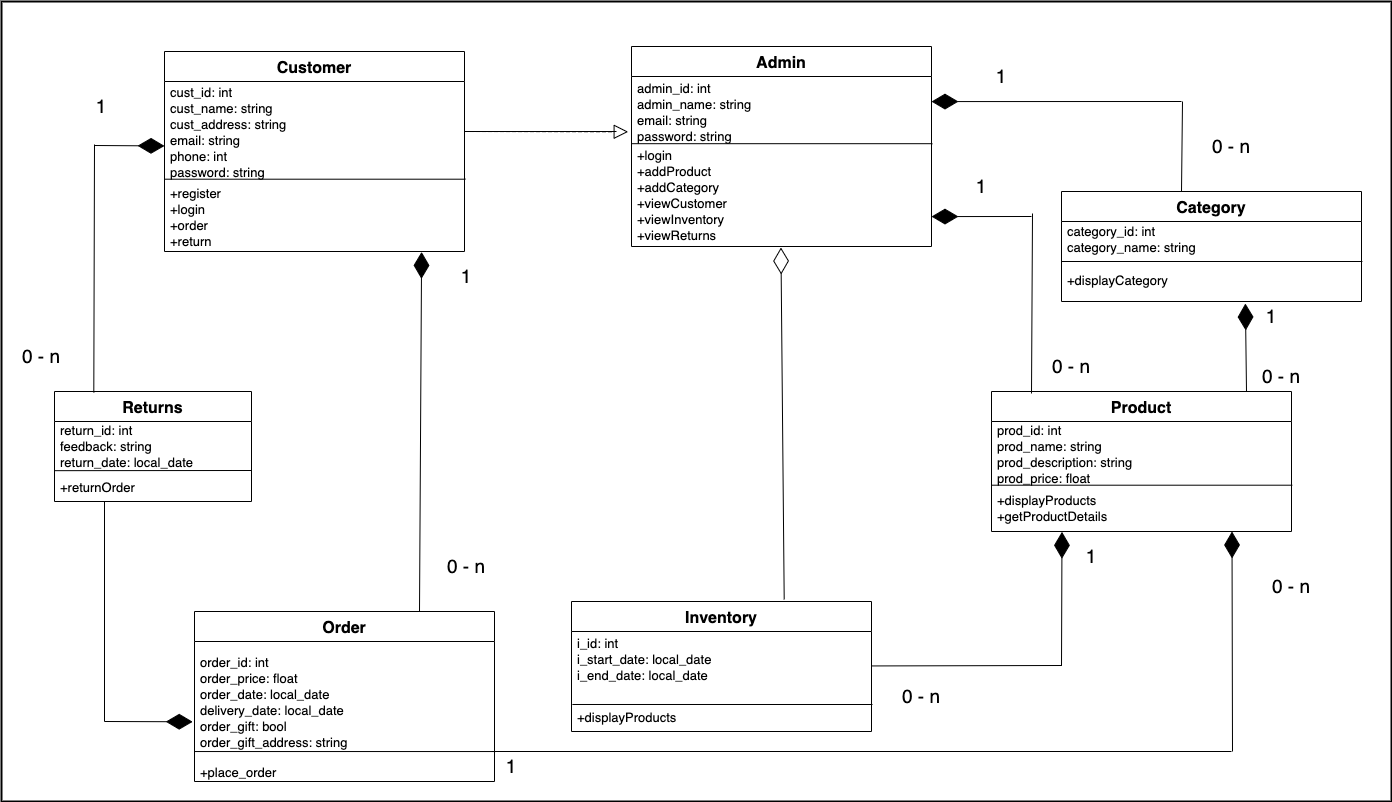 Customer
cust_id: int
cust_name: string
cust_address: string
email: string
phone: int
password: string
+register
+login
+order
+return
Admin
admin_id: int
admin_name: string
email: string
password: string
+login
+addProduct
+addCategory
+viewCustomer
+viewInventory
+viewReturns
1
1
0 - n
1
Category
category_id: int
category_name: string
+displayCategory
1
1
0 - n
0 - n
0 - n
Returns
return_id: int
feedback: string
return_date: local_date
+returnOrder
Product
prod_id: int
prod_name: string
prod_description: string
prod_price: float
+displayProducts
+getProductDetails
0 - n
1
0 - n
Order
order_id: int
order_price: float
order_date: local_date
delivery_date: local_date
order_gift: bool
order_gift_address: string
+place_order
Inventory
i_id: int
i_start_date: local_date
i_end_date: local_date
+displayProducts
0 - n
1